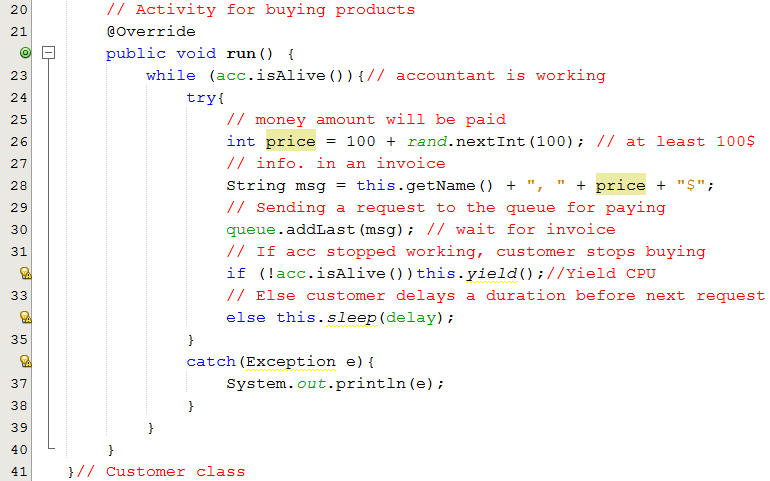 20 // Activity for buying products
21 @Override
public void run() {
23 while (acc.isAlive()){// accountant is working
24 try{
25 // money amount will be paid
26 int price = 100 + rand.nextInt(100); // at least 100$
27 // info. in an invoice
28 String msg = this.getName() + ", " + price + "$";
29 // Sending a request to the queue for paying
30 queue.addLast(msg); // wait for invoice
31 // If acc stopped working, customer stops buying
if (!acc.isAlive())this.yield();//Yield CPU
33 // Else customer delays a duration before next request
else this.sleep(delay);
35 }
catch(Exception e){
37 System.out.println(e);
38 }
39 }
40 }
41 }// Customer class